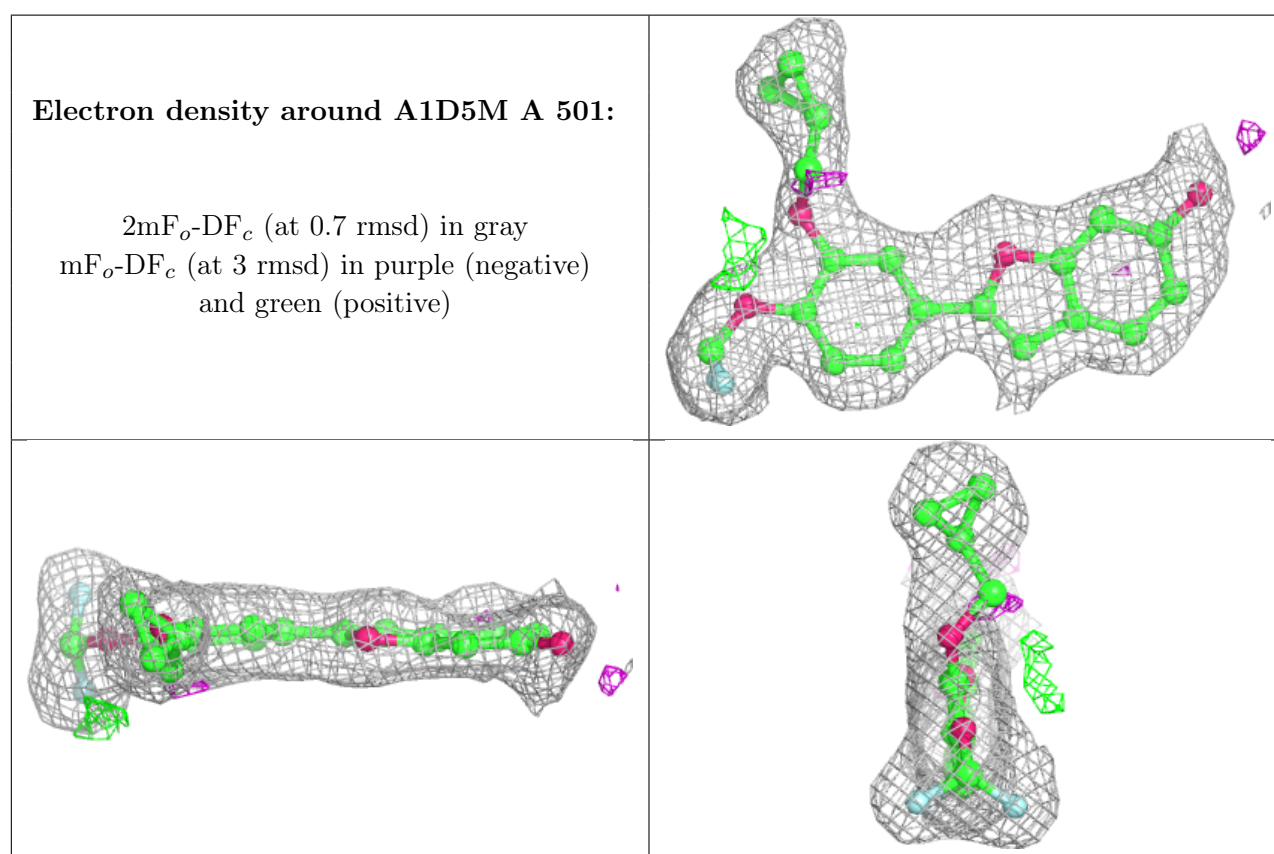 Electron density around A1D5M A 501:
2mFo-DFc (at 0.7 rmsd) in gray
mFo-DFc (at 3 rmsd) in purple (negative)
and green (positive)